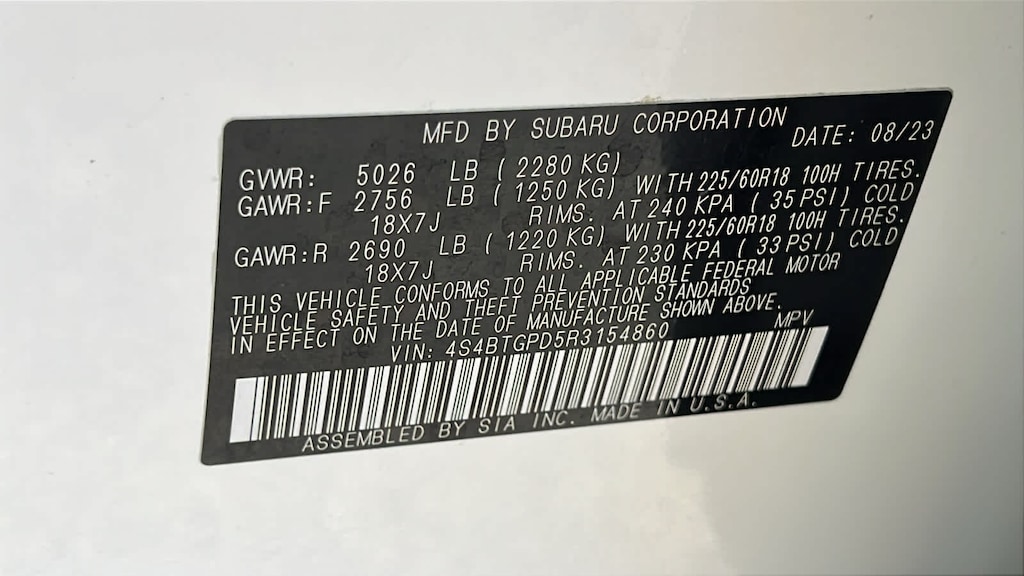 MFD BY SUBARU CORPORATION DATE: 08/23
GVWR: 5026 LB ( 2280 KG)
GAWR:F 2756 LB ( 1250 KG) WITH 225/60R18 100H TIRES.
18X7J RIMS. AT 240 KPA ( 35 PSI) COLD
GAWR:R 2690 LB ( 1220 KG) WITH 225/60R18 100H TIRES.
18X7J RIMS. AT 230 KPA ( 33 PSI) COLD
THIS VEHICLE CONFORMS TO ALL APPLICABLE FEDERAL MOTOR
VEHICLE SAFETY AND THEFT PREVENTION STANDARDS
IN EFFECT ON THE DATE OF MANUFACTURE SHOWN ABOVE.
VIN: 4S4BTGPD5R3154860 MPV
ASSEMBLED BY SIA INC. MADE IN U.S.A.